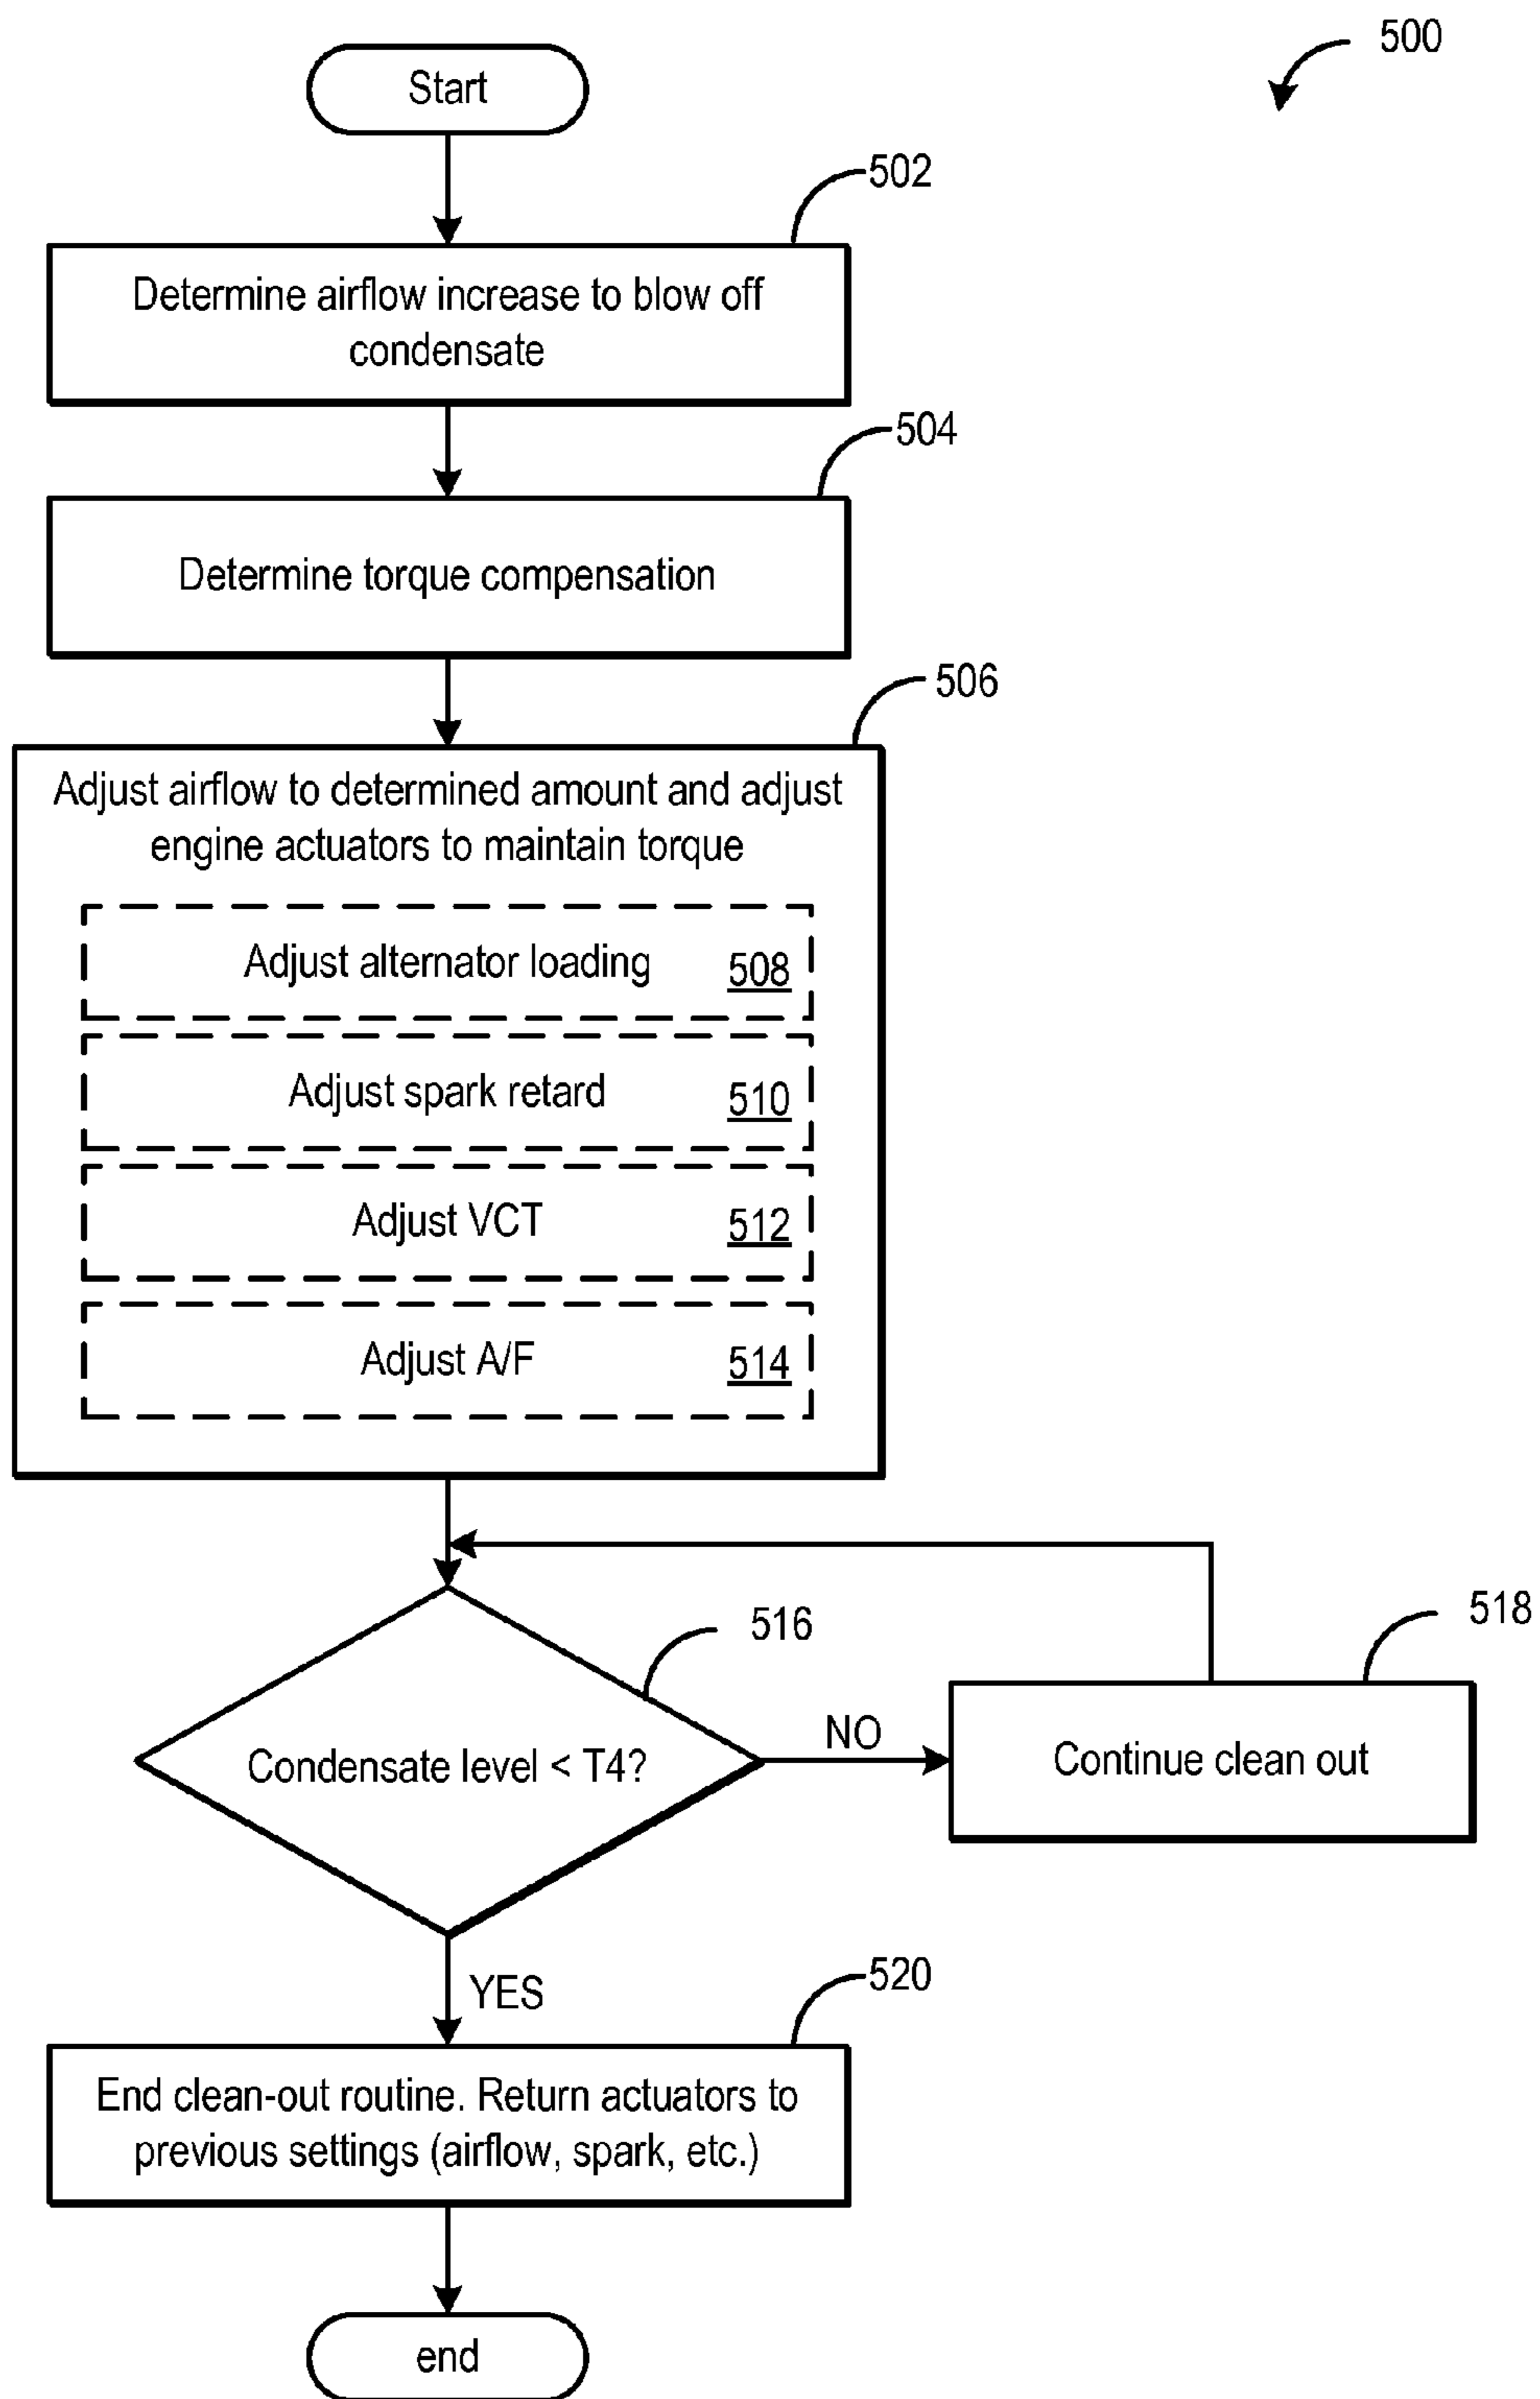 500
Start
502
Determine airflow increase to blow off
condensate
504
Determine torque compensation
506
Adjust airflow to determined amount and adjust
engine actuators to maintain torque
Adjust alternator loading 508
Adjust spark retard 510
Adjust VCT 512
Adjust A/F 514
516
518
Condensate level < T4?
NO
Continue clean out
YES
520
End clean-out routine. Return actuators to
previous settings (airflow, spark, etc.)
end